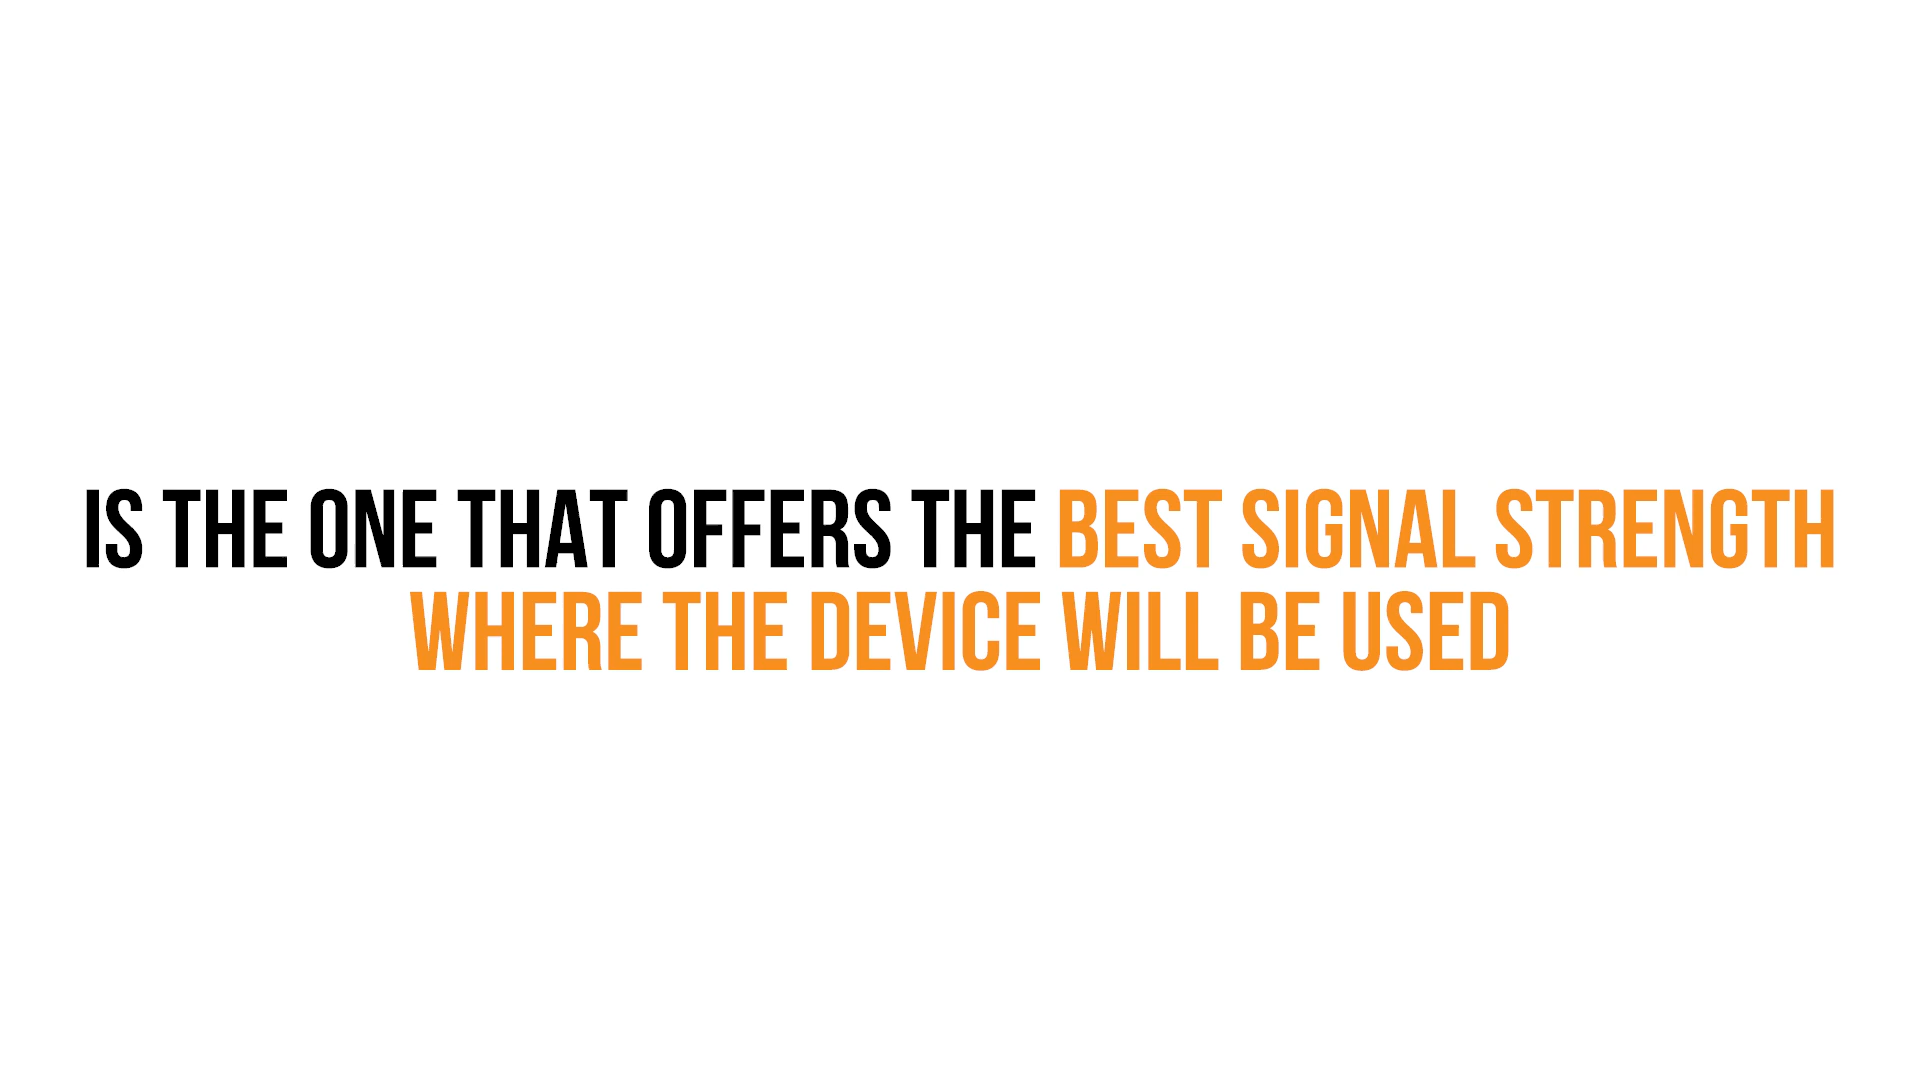 IS THE ONE THAT OFFERS THE BEST SIGNAL STRENGTH
WHERE THE DEVICE WILL BE USED